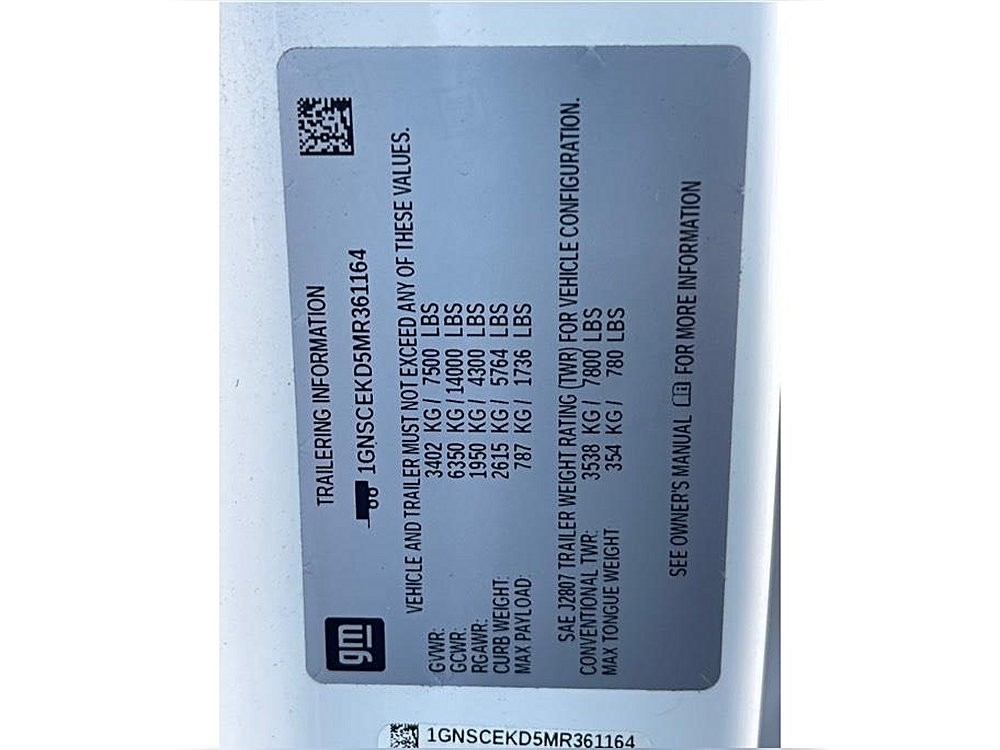 gm
TRAILERING INFORMATION
1GNSCEKD5MR361164
VEHICLE AND TRAILER MUST NOT EXCEED ANY OF THESE VALUES.
GVWR: 3402 KG / 7500 LBS
GCWR: 6350 KG / 14000 LBS
RGAWR: 1950 KG / 4300 LBS
CURB WEIGHT: 2615 KG / 5764 LBS
MAX PAYLOAD: 787 KG / 1736 LBS
SAE J2807 TRAILER WEIGHT RATING (TWR) FOR VEHICLE CONFIGURATION.
CONVENTIONAL TWR: 3538 KG / 7800 LBS
MAX TONGUE WEIGHT 354 KG / 780 LBS
SEE OWNER'S MANUAL FOR MORE INFORMATION
1GNSCEKD5MR361164